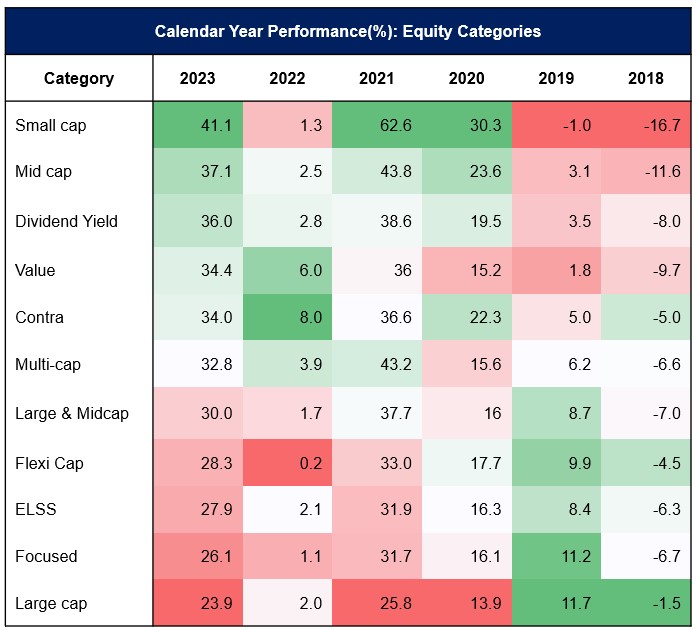 Calendar Year Performance(%): Equity Categories
Category 2023 2022 2021 2020 2019 2018
Small cap 41.1 1.3 62.6 30.3 -1.0 -16.7
Mid cap 37.1 2.5 43.8 23.6 3.1 -11.6
Dividend Yield 36.0 2.8 38.6 19.5 3.5 -8.0
Value 34.4 6.0 36 15.2 1.8 -9.7
Contra 34.0 8.0 36.6 22.3 5.0 -5.0
Multi-cap 32.8 3.9 43.2 15.6 6.2 -6.6
Large & Midcap 30.0 1.7 37.7 16 8.7 -7.0
Flexi Cap 28.3 0.2 33.0 17.7 9.9 -4.5
ELSS 27.9 2.1 31.9 16.3 8.4 -6.3
Focused 26.1 1.1 31.7 16.1 11.2 -6.7
Large cap 23.9 2.0 25.8 13.9 11.7 -1.5